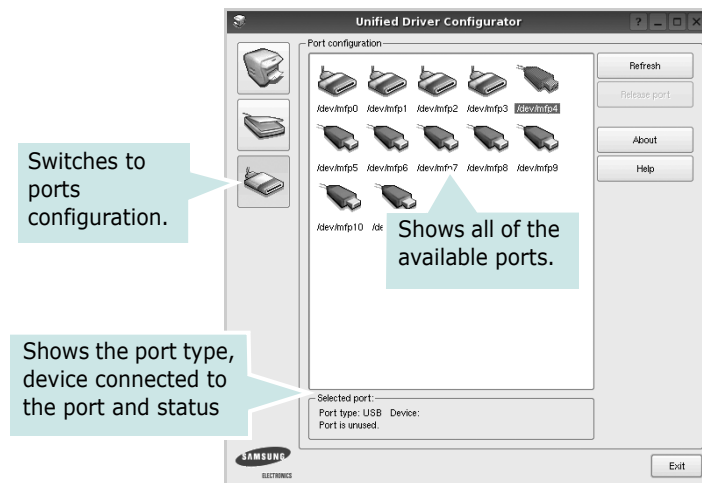 Unified Driver Configurator
Port configuration
/dev/mfp0 /dev/mfp1 /dev/mfp2 /dev/mfp3 /dev/mfp4
/dev/mfp5 /dev/mfp6 /dev/mfp7 /dev/mfp8 /dev/mfp9
/dev/mfp10
Refresh
Release port
About
Help
Switches to
ports
configuration.
Shows all of the
available ports.
Shows the port type,
device connected to
the port and status
Selected port:
Port type: USB Device:
Port is unused.
SAMSUNG
ELECTRONICS
Exit